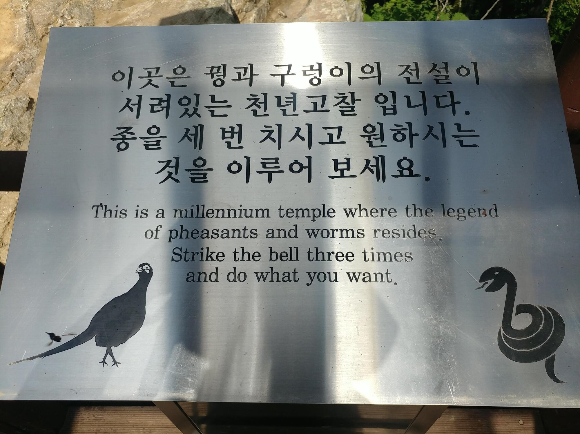 이곳은 꿩과 구렁이의 전설이
서려있는 천년고찰 입니다.
종을 세 번 치시고 원하시는
것을 이루어 보세요.
This is a millennium temple where the legend
of pheasants and worms resides.
Strike the bell three times
and do what you want.